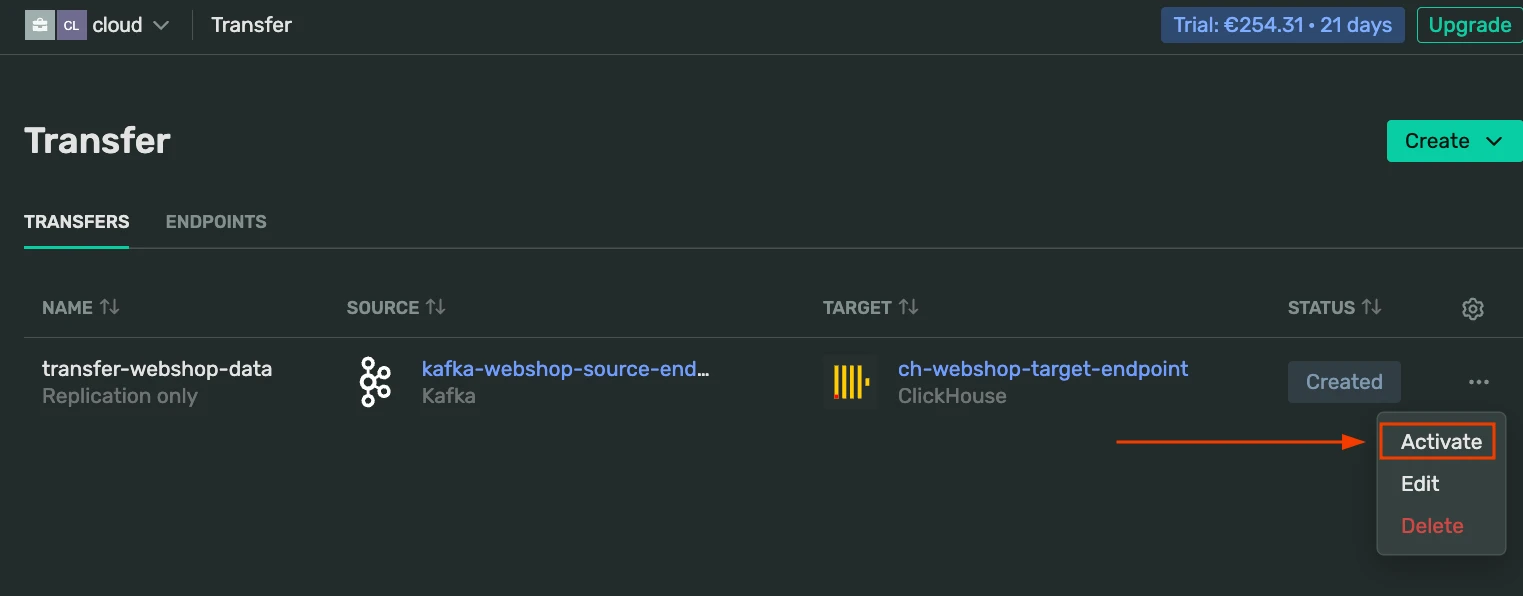 CL cloud Transfer Trial: €254.31 • 21 days Upgrade
Transfer
Create
TRANSFERS ENDPOINTS
NAME SOURCE TARGET STATUS
transfer-webshop-data kafka-webshop-source-end… ch-webshop-target-endpoint Created
Replication only Kafka ClickHouse
Activate
Edit
Delete